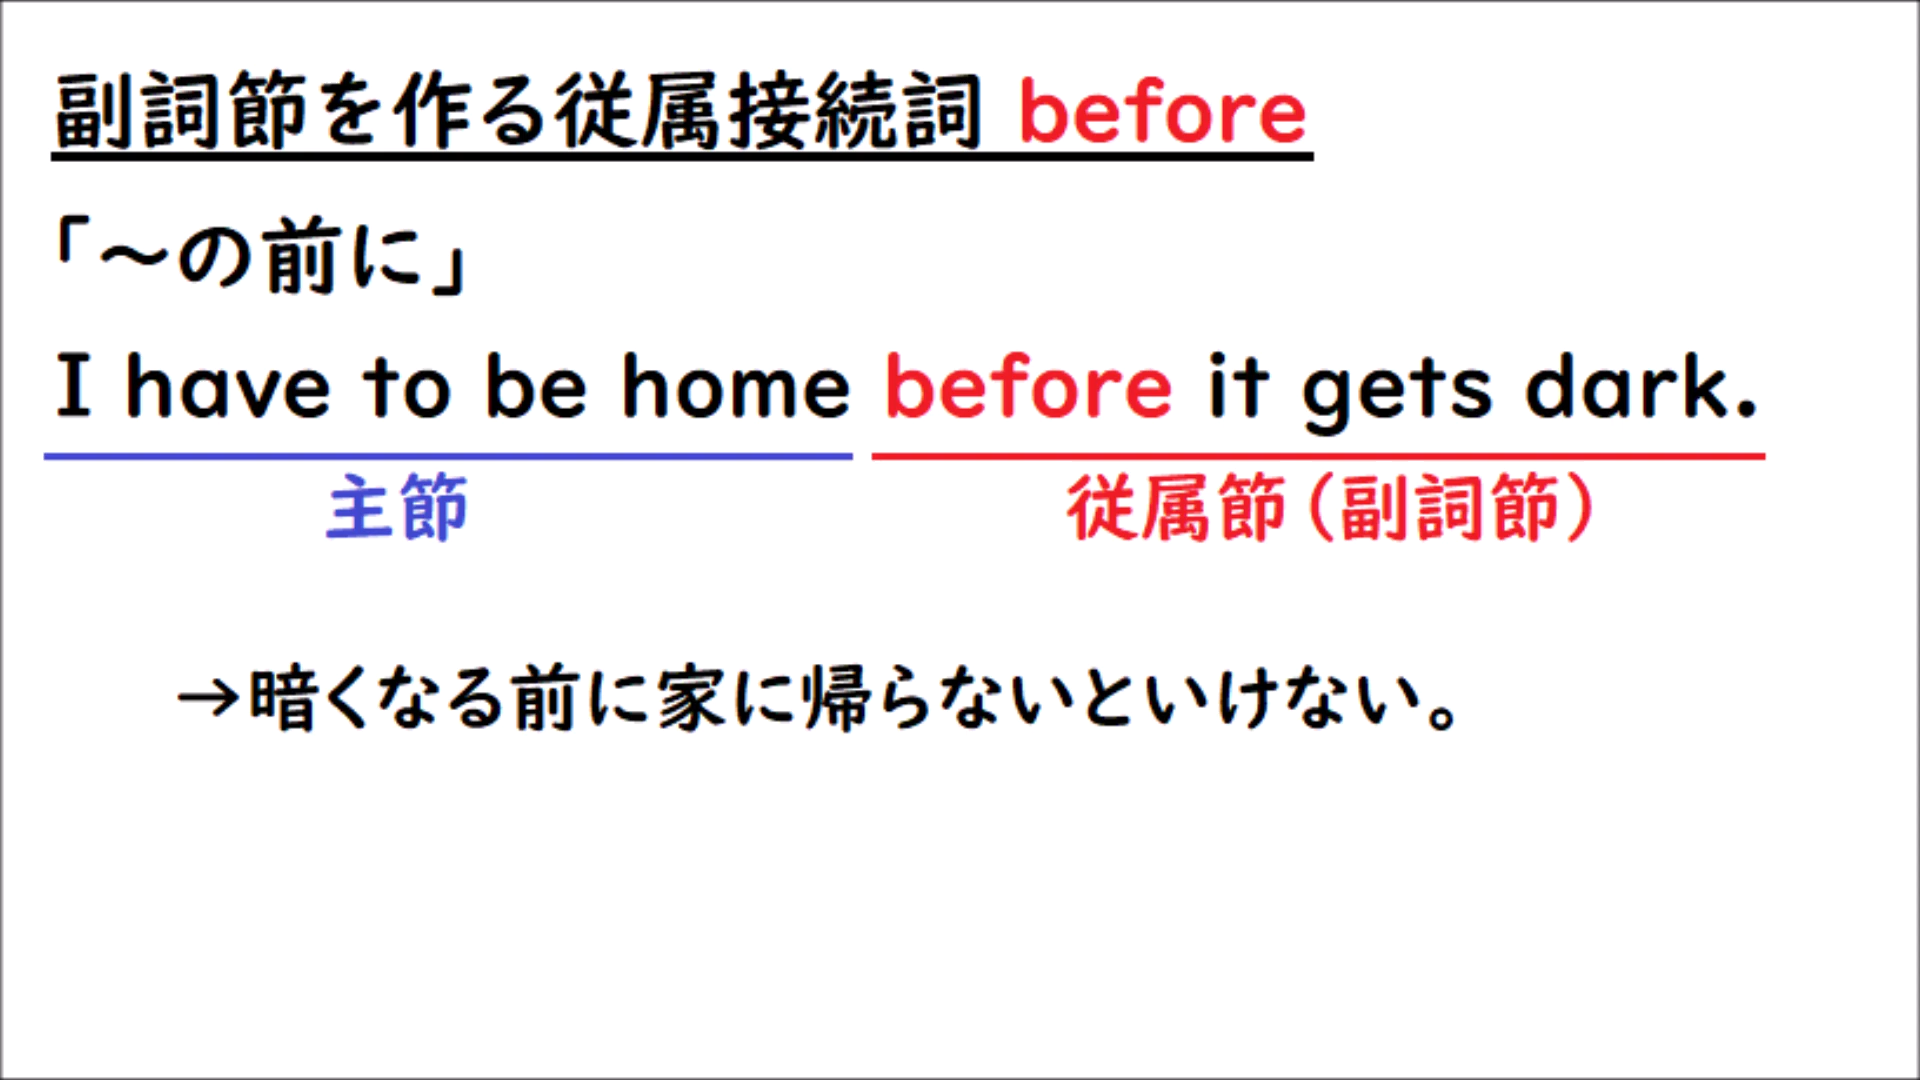 副詞節を作る従属接続詞 before
「～の前に」
I have to be home before it gets dark.
主節 従属節(副詞節)
→暗くなる前に家に帰らないといけない。